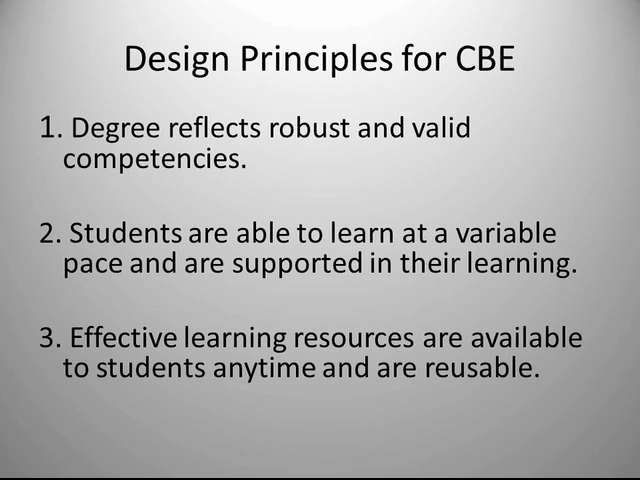 Design Principles for CBE
1. Degree reflects robust and valid
competencies.
2. Students are able to learn at a variable
pace and are supported in their learning.
3. Effective learning resources are available
to students anytime and are reusable.